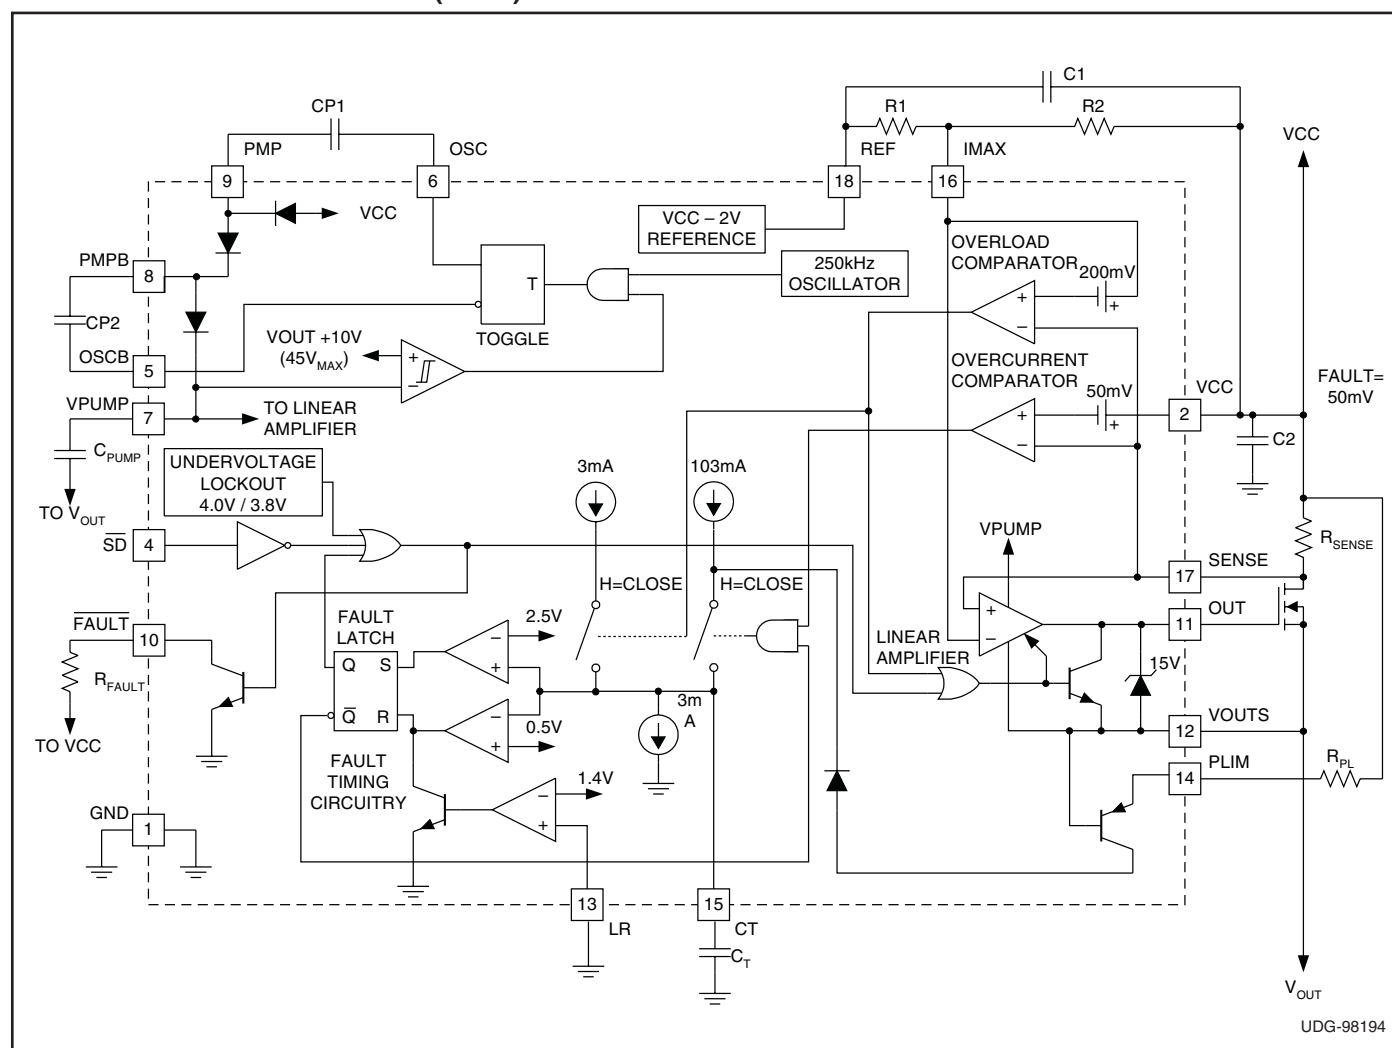 C1
CP1
R1
R2
VCC
PMP
OSC
REF
IMAX
9
6
18
16
VCC
VCC – 2V
REFERENCE
OVERLOAD
COMPARATOR
PMPB
8
T
250kHz
OSCILLATOR
200mV
+
+
–
CP2
VOUT +10V
(45VMAX)
TOGGLE
OSCB
5
+
–
OVERCURRENT
COMPARATOR
VCC
FAULT=
50mV
50mV
VPUMP
7
TO LINEAR
AMPLIFIER
+
+
–
2
C2
CPUMP
UNDERVOLTAGE
LOCKOUT
4.0V / 3.8V
3mA
103mA
TO VOUT
SD
4
VPUMP
RSENSE
SENSE
17
H=CLOSE
H=CLOSE
FAULT
10
FAULT
LATCH
2.5V
+
–
OUT
11
LINEAR
AMPLIFIER
RFAULT
Q
S
–
+
15V
3m
A
Q
R
–
+
0.5V
VOUTS
12
TO VCC
FAULT
TIMING
CIRCUITRY
PLIM
14
RPL
1.4V
–
+
GND
1
13
LR
15
CT
CT
VOUT
UDG-98194